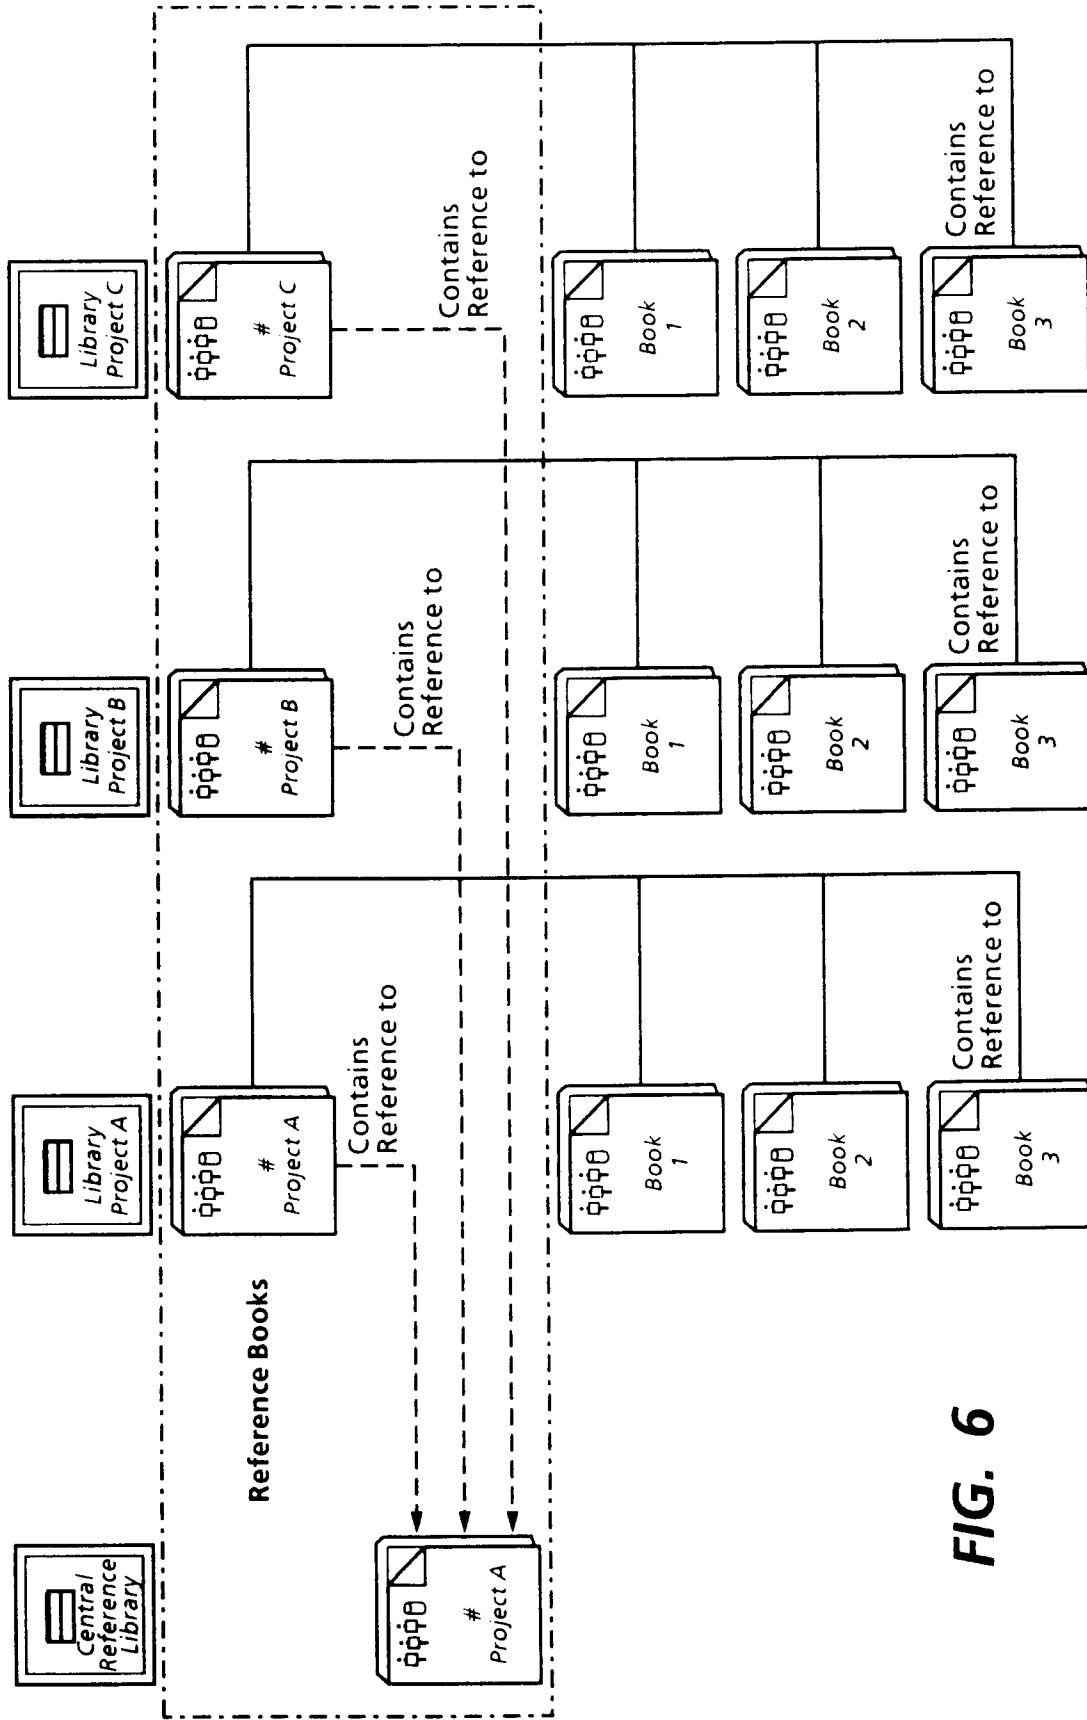 Central
Reference
Library
Library
Project A
Library
Project B
Library
Project C
Reference Books
#
Project A
#
Project B
#
Project C
Contains
Reference to
Contains
Reference to
Contains
Reference to
#
Project A
Book
1
Book
1
Book
1
Book
2
Book
2
Book
2
Contains
Reference to
Contains
Reference to
Contains
Reference to
Book
3
Book
3
Book
3
FIG. 6